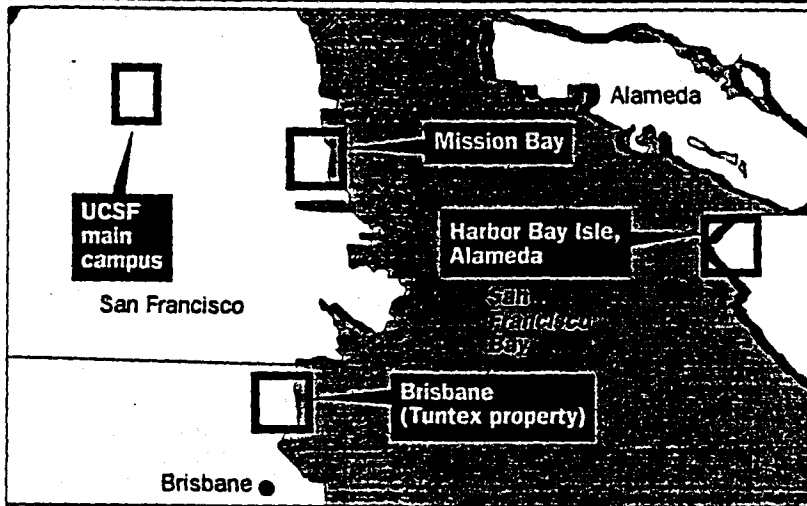 Alameda
Mission Bay
UCSF
main
campus
Harbor Bay Isle,
Alameda
San Francisco
San
Francisco
Bay
Brisbane
(Tuntex property)
Brisbane